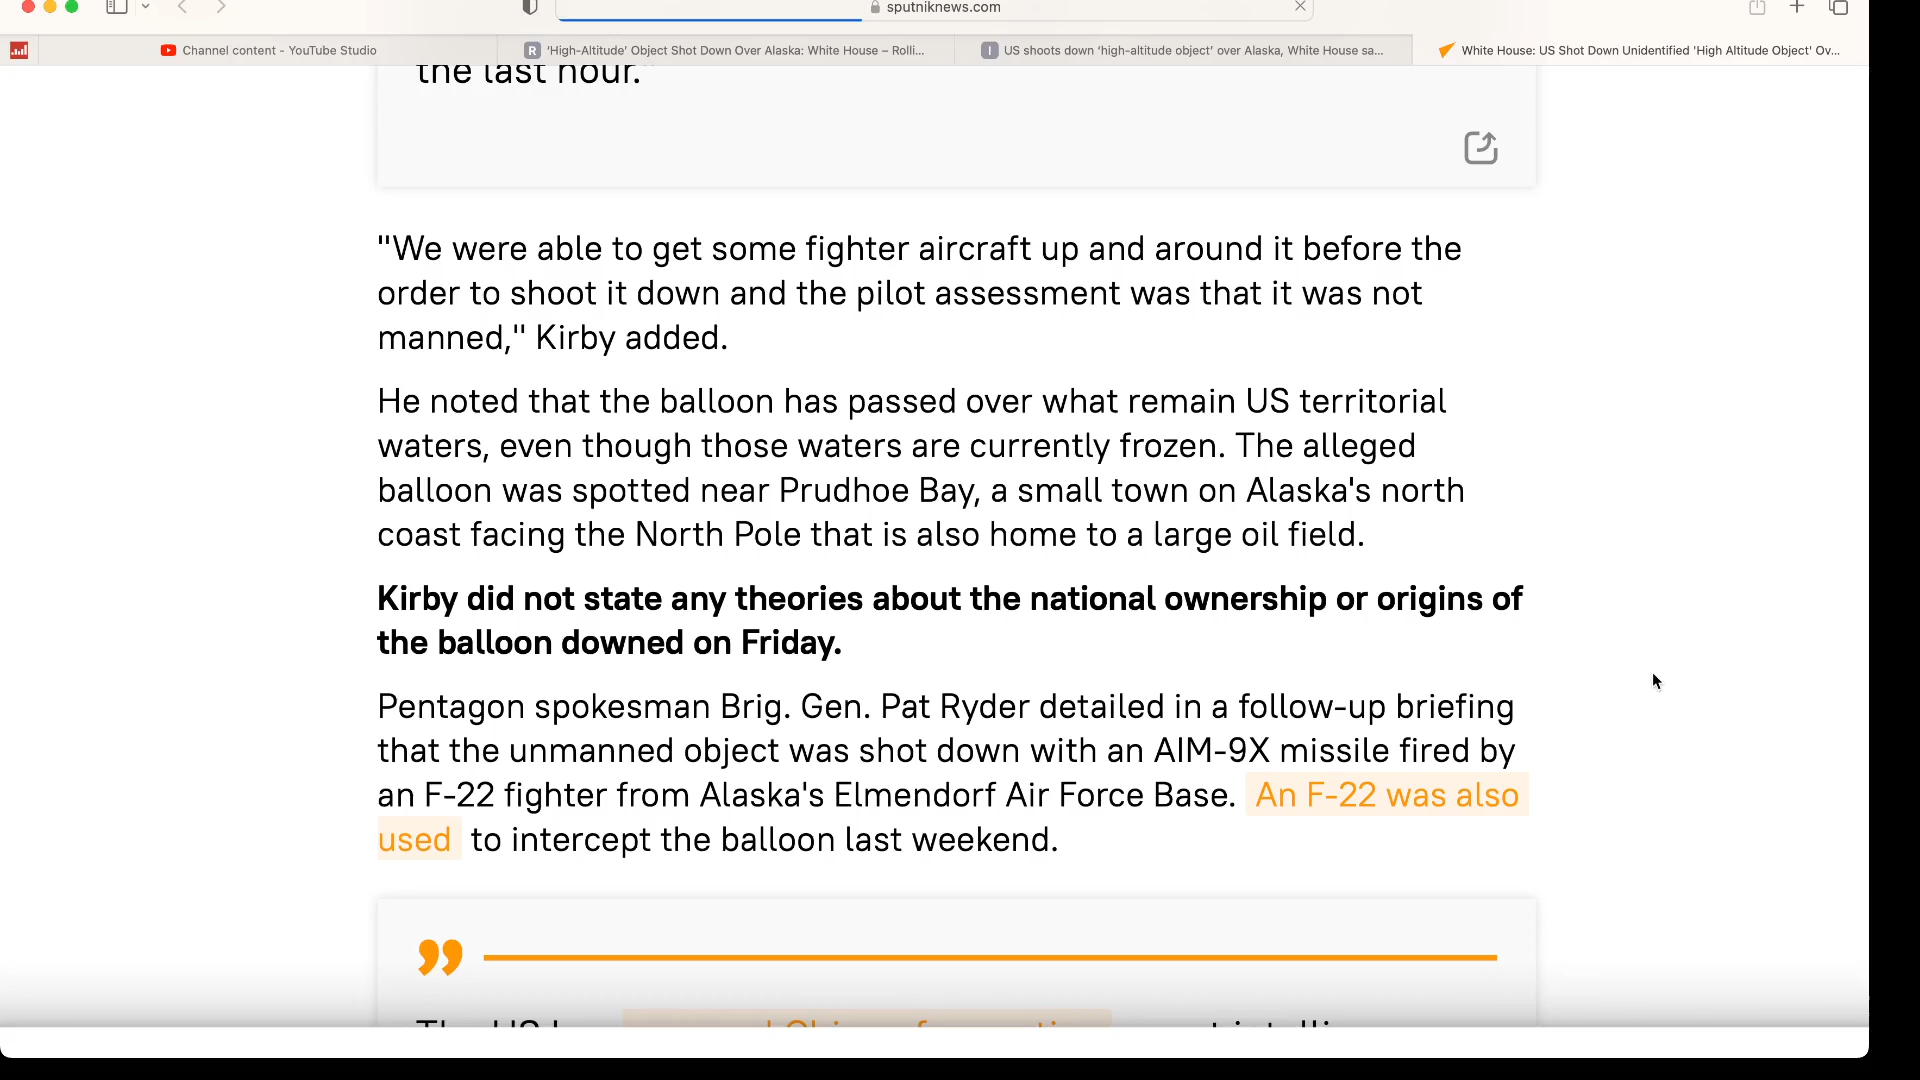 sputniknews.com
Channel content - YouTube Studio
R 'High-Altitude' Object Shot Down Over Alaska: White House – Rolli...
I US shoots down 'high-altitude object' over Alaska, White House sa...
White House: US Shot Down Unidentified 'High Altitude Object' Ov...
the last hour."
"We were able to get some fighter aircraft up and around it before the
order to shoot it down and the pilot assessment was that it was not
manned," Kirby added.
He noted that the balloon has passed over what remain US territorial
waters, even though those waters are currently frozen. The alleged
balloon was spotted near Prudhoe Bay, a small town on Alaska's north
coast facing the North Pole that is also home to a large oil field.
Kirby did not state any theories about the national ownership or origins of
the balloon downed on Friday.
Pentagon spokesman Brig. Gen. Pat Ryder detailed in a follow-up briefing
that the unmanned object was shot down with an AIM-9X missile fired by
an F-22 fighter from Alaska's Elmendorf Air Force Base. An F-22 was also
used to intercept the balloon last weekend.